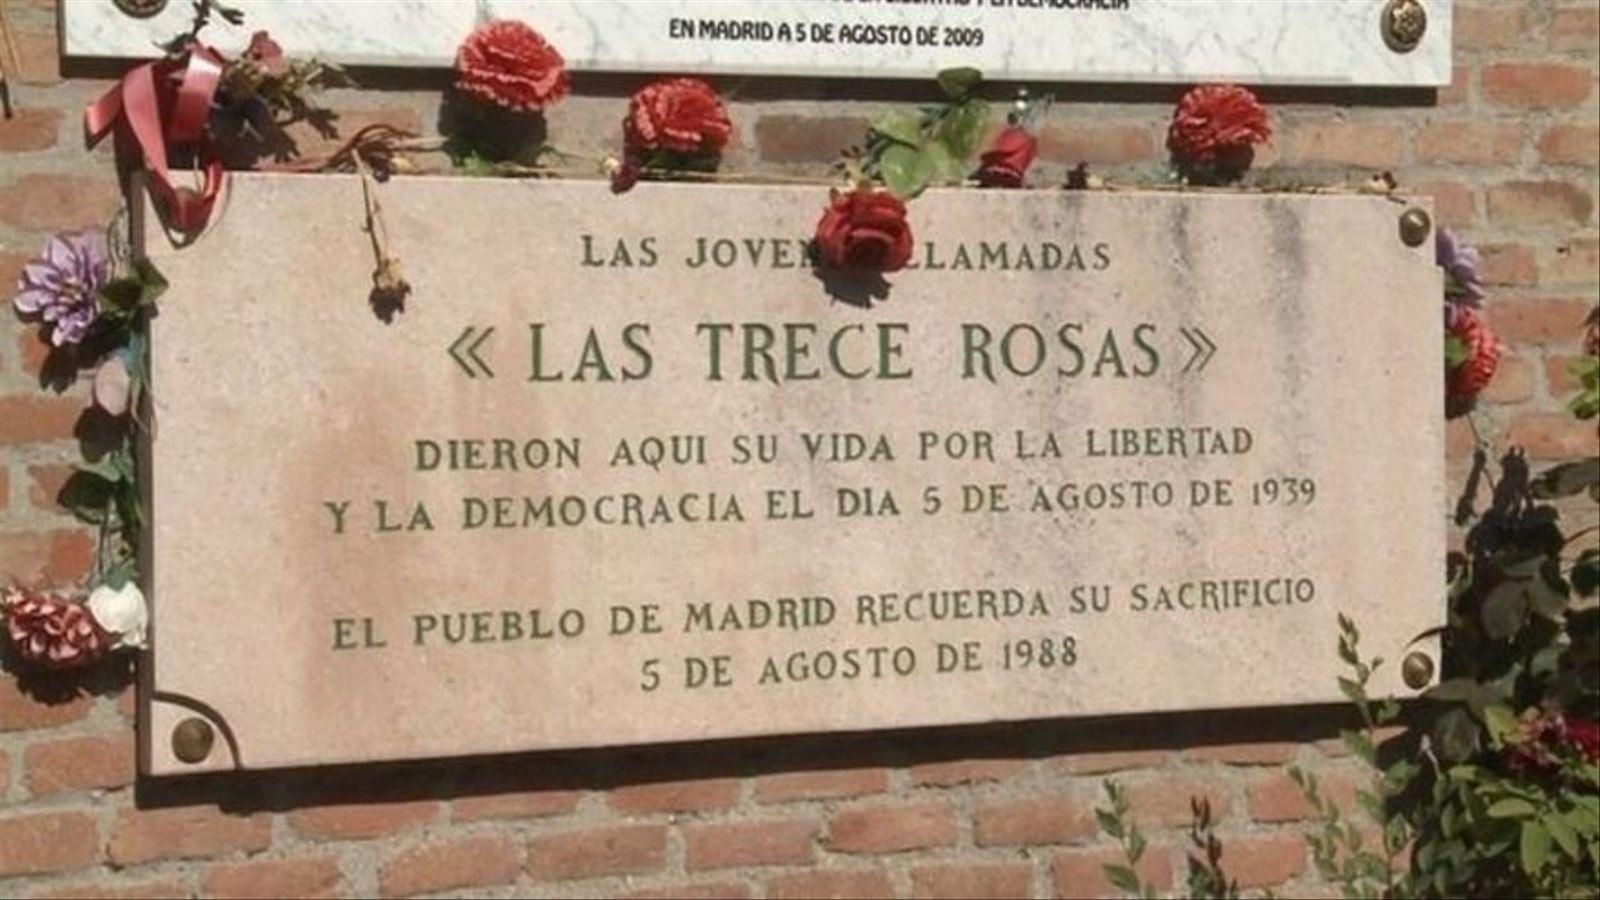 EN MADRID A 5 DE AGOSTO DE 2009
LAS LLAMADAS
« LAS TRECE ROSAS »
DIERON AQUI SU VIDA POR LA LIBERTAD
Y LA DEMOCRACIA EL DIA 5 DE AGOSTO DE 1939
EL PUEBLO DE MADRID RECUERDA SU SACRIFICIO
5 DE AGOSTO DE 1988